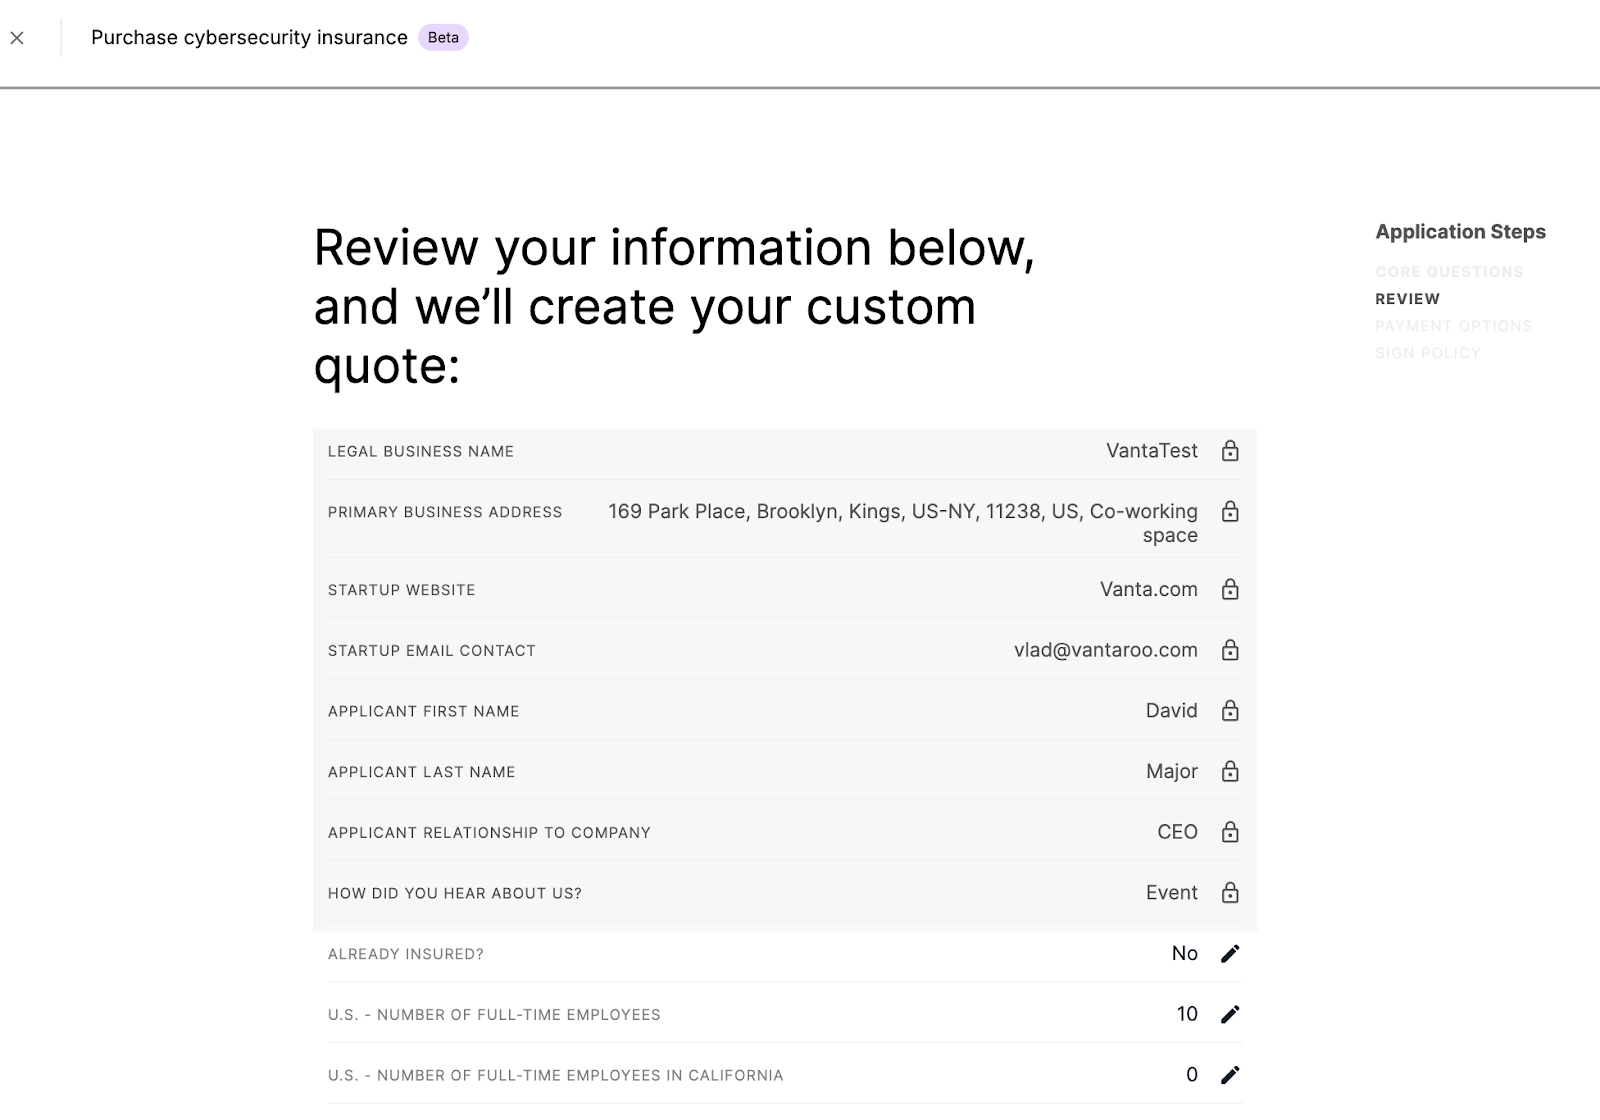 Purchase cybersecurity insurance Beta
Review your information below,
and we’ll create your custom
quote:
Application Steps
CORE QUESTIONS
REVIEW
PAYMENT OPTIONS
SIGN POLICY
LEGAL BUSINESS NAME VantaTest
PRIMARY BUSINESS ADDRESS 169 Park Place, Brooklyn, Kings, US-NY, 11238, US, Co-working
space
STARTUP WEBSITE Vanta.com
STARTUP EMAIL CONTACT vlad@vantaroo.com
APPLICANT FIRST NAME David
APPLICANT LAST NAME Major
APPLICANT RELATIONSHIP TO COMPANY CEO
HOW DID YOU HEAR ABOUT US? Event
ALREADY INSURED? No
U.S. - NUMBER OF FULL-TIME EMPLOYEES 10
U.S. - NUMBER OF FULL-TIME EMPLOYEES IN CALIFORNIA 0